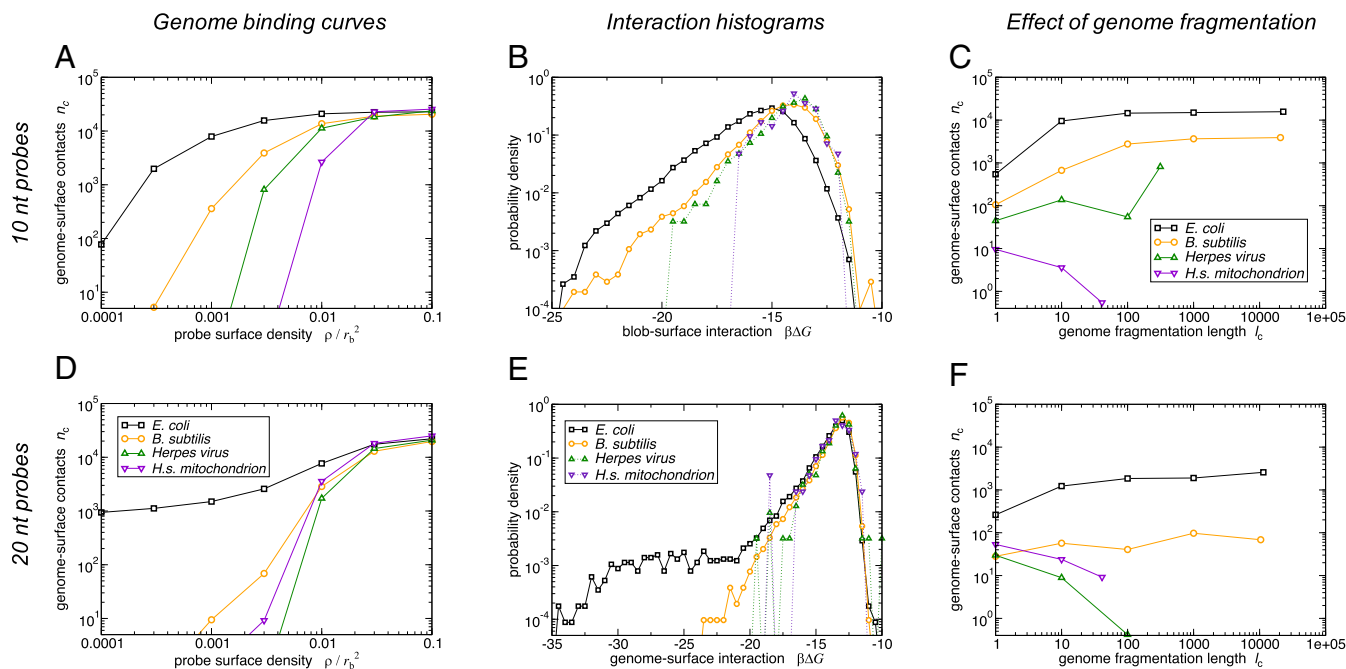 Genome binding curves
Interaction histograms
Effect of genome fragmentation
10 nt probes
A
10^5
10^4
10^3
10^2
10^1
genome-surface contacts n_c
0.0001
0.001
0.01
0.1
probe surface density ρ / r_b^2
B
10^0
10^-1
10^-2
10^-3
10^-4
probability density
-25
-20
-15
-10
blob-surface interaction βΔG
C
10^5
10^4
10^3
10^2
10^1
10^0
genome-surface contacts n_c
E. coli
B. subtilis
Herpes virus
H.s. mitochondrion
1
10
100
1000
10000
1e+05
genome fragmentation length l_c
20 nt probes
D
10^5
10^4
10^3
10^2
10^1
genome-surface contacts n_c
E. coli
B. subtilis
Herpes virus
H.s. mitochondrion
0.0001
0.001
0.01
0.1
probe surface density ρ / r_b^2
E
10^0
10^-1
10^-2
10^-3
10^-4
probability density
E. coli
B. subtilis
Herpes virus
H.s. mitochondrion
-35
-30
-25
-20
-15
-10
genome-surface interaction βΔG
F
10^5
10^4
10^3
10^2
10^1
10^0
genome-surface contacts n_c
1
10
100
1000
10000
1e+05
genome fragmentation length l_c